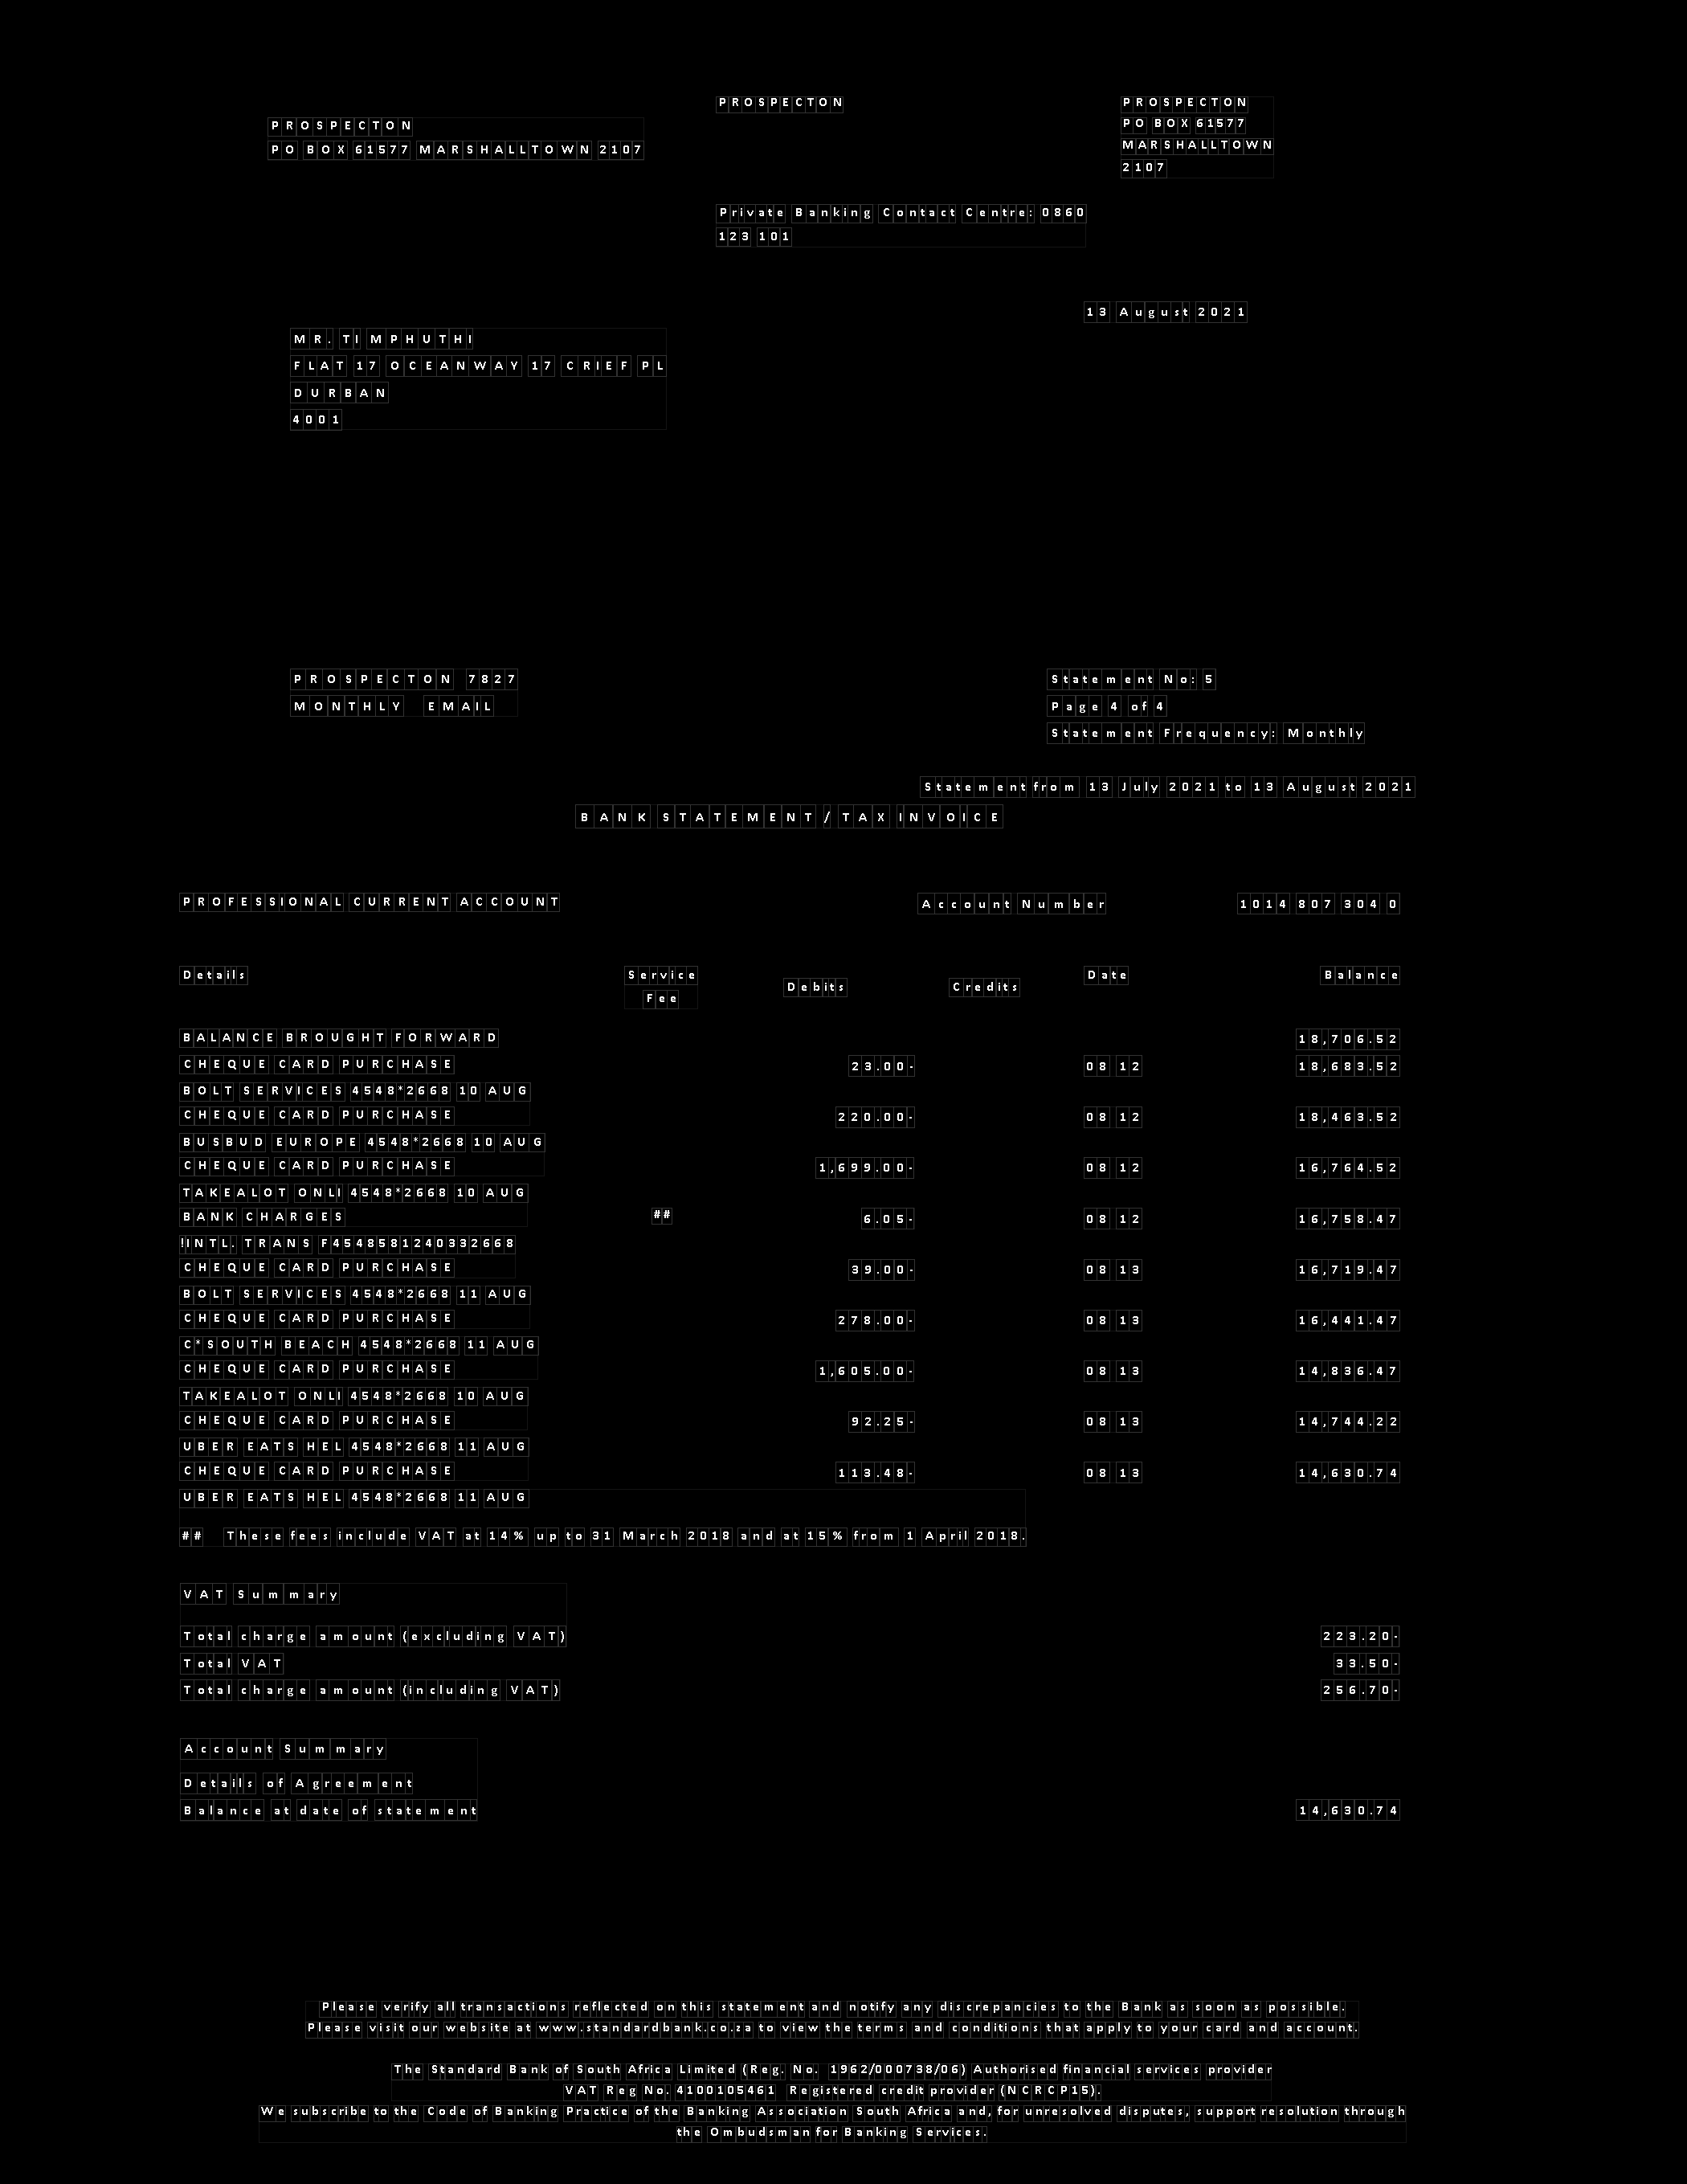 PROSPECTON
PO BOX 61577 MARSHALLTOWN 2107
PROSPECTON
PROSPECTON
PO BOX 61577
MARSHALLTOWN
2107
Private Banking Contact Centre: 0860
123 101
13 August 2021
MR. TI MPHUTHI
FLAT 17 OCEANWAY 17 CRIEF PL
DURBAN
4001
PROSPECTON 7827
MONTHLY EMAIL
Statement No: 5
Page 4 of 4
Statement Frequency: Monthly
Statement from 13 July 2021 to 13 August 2021
BANK STATEMENT / TAX INVOICE
PROFESSIONAL CURRENT ACCOUNT Account Number 1014 807 304 0
Details Service Fee Debits Credits Date Balance
BALANCE BROUGHT FORWARD 18,706.52
CHEQUE CARD PURCHASE 23.00- 08 12 18,683.52
BOLT SERVICES 4548*2668 10 AUG
CHEQUE CARD PURCHASE 220.00- 08 12 18,463.52
BUSBUD EUROPE 4548*2668 10 AUG
CHEQUE CARD PURCHASE 1,699.00- 08 12 16,764.52
TAKEALOT ONLI 4548*2668 10 AUG
BANK CHARGES ## 6.05- 08 12 16,758.47
!INTL. TRANS F4548581240332668
CHEQUE CARD PURCHASE 39.00- 08 13 16,719.47
BOLT SERVICES 4548*2668 11 AUG
CHEQUE CARD PURCHASE 278.00- 08 13 16,441.47
C*SOUTH BEACH 4548*2668 11 AUG
CHEQUE CARD PURCHASE 1,605.00- 08 13 14,836.47
TAKEALOT ONLI 4548*2668 10 AUG
CHEQUE CARD PURCHASE 92.25- 08 13 14,744.22
UBER EATS HEL 4548*2668 11 AUG
CHEQUE CARD PURCHASE 113.48- 08 13 14,630.74
UBER EATS HEL 4548*2668 11 AUG
## These fees include VAT at 14% up to 31 March 2018 and at 15% from 1 April 2018.
VAT Summary
Total charge amount (excluding VAT) 223.20-
Total VAT 33.50-
Total charge amount (including VAT) 256.70-
Account Summary
Details of Agreement
Balance at date of statement 14,630.74
Please verify all transactions reflected on this statement and notify any discrepancies to the Bank as soon as possible.
Please visit our website at www.standardbank.co.za to view the terms and conditions that apply to your card and account.
The Standard Bank of South Africa Limited (Reg. No. 1962/000738/06) Authorised financial services provider
VAT Reg No. 4100105461 Registered credit provider (NCRCP15).
We subscribe to the Code of Banking Practice of the Banking Association South Africa and, for unresolved disputes, support resolution through
the Ombudsman for Banking Services.